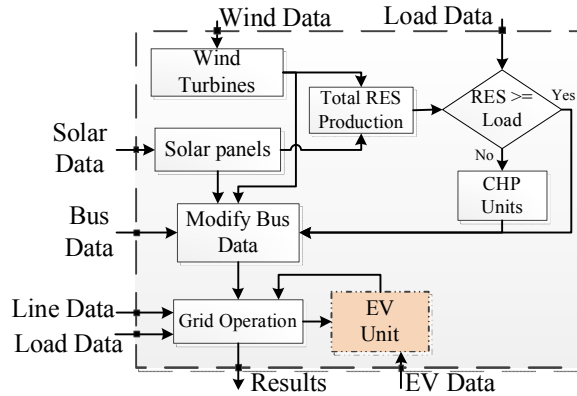 Wind Data
Load Data
Wind
Turbines
Total RES
Production
RES >=
Load
Yes
Solar
Data
Solar panels
No
CHP
Units
Bus
Data
Modify Bus
Data
Line Data
Load Data
Grid Operation
EV
Unit
Results
EV Data